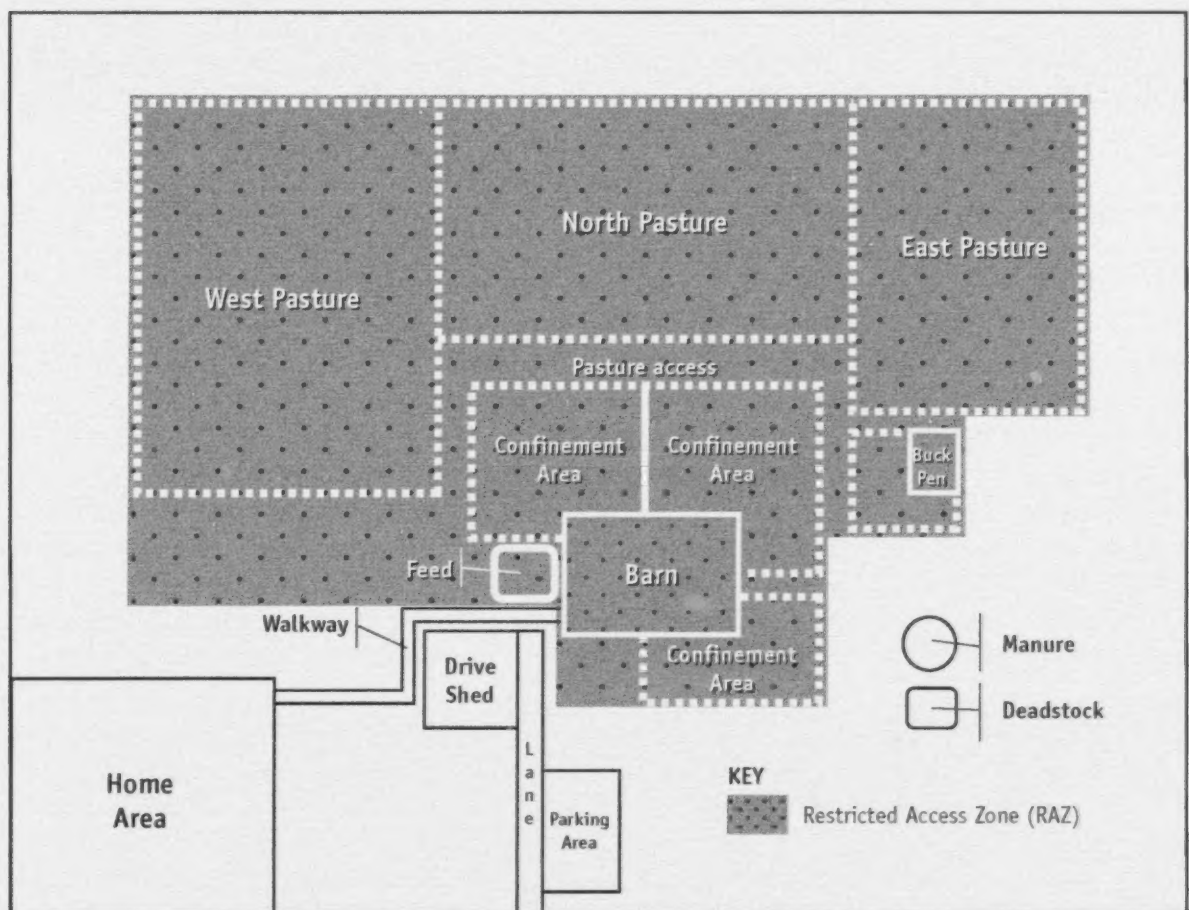 North Pasture
East Pasture
West Pasture
Pasture access
Confinement
Area
Confinement
Area
Buck
Pen
Feed
Barn
Walkway
Drive
Shed
Confinement
Area
Manure
Deadstock
Home
Area
Lane
Parking
Area
KEY
Restricted Access Zone (RAZ)